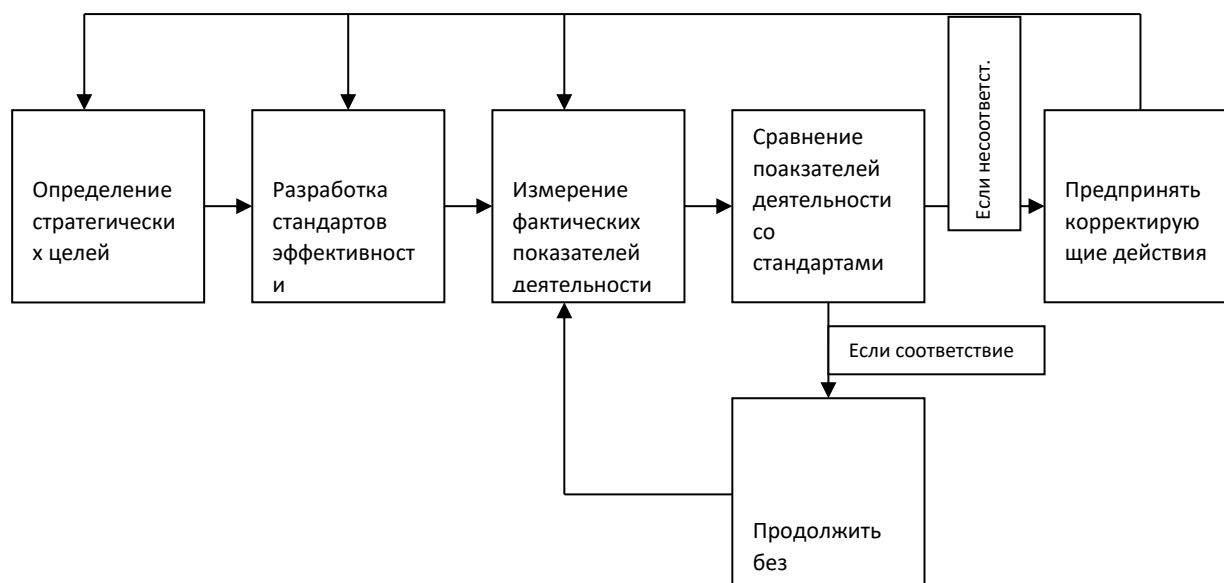 Если несоответст.
Определение
стратегически
х целей
Разработка
стандартов
эффективност
и
Измерение
фактических
показателей
деятельности
Сравнение
поакзателей
деятельности
со
стандартами
Предпринять
корректирую
щие действия
Если соответствие
Продолжить
без